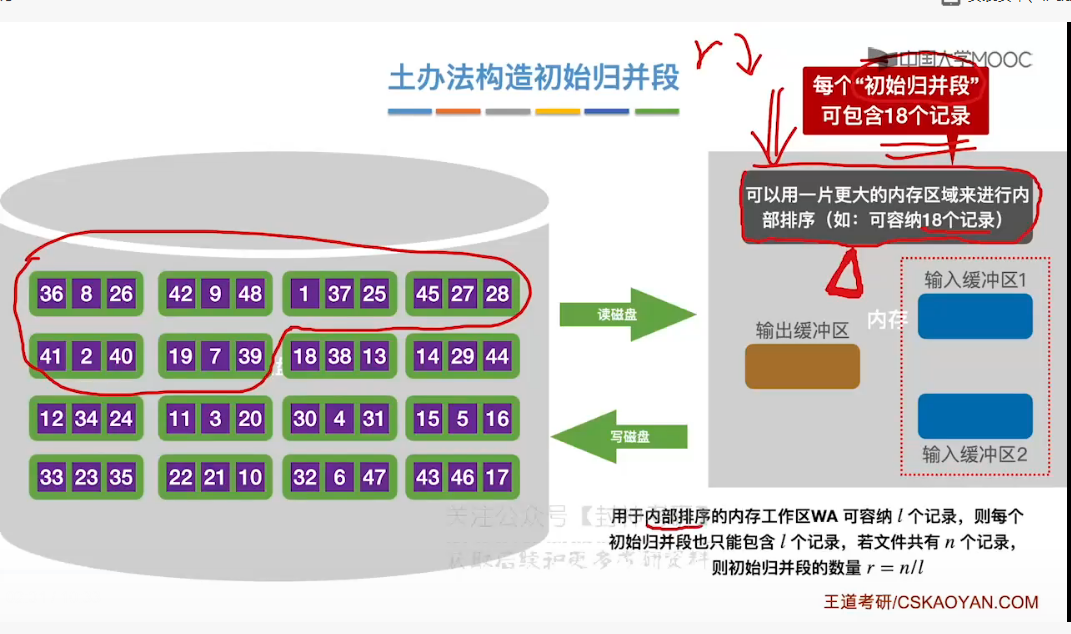 土办法构造初始归并段
r
中国大学MOOC
每个“初始归并段”
可包含18个记录
可以用一片更大的内存区域来进行内
部排序（如：可容纳18个记录）
36 8 26 42 9 48 1 37 25 45 27 28
41 2 40 19 7 39 18 38 13 14 29 44
12 34 24 11 3 20 30 4 31 15 5 16
33 23 35 22 21 10 32 6 47 43 46 17
读磁盘
写磁盘
输出缓冲区
内存
输入缓冲区1
输入缓冲区2
关注公众号
用于内部排序的内存工作区WA 可容纳 l 个记录，则每个
初始归并段也只能包含 l 个记录，若文件共有 n 个记录，
则初始归并段的数量 r = n/l
王道考研/CSKAOYAN.COM